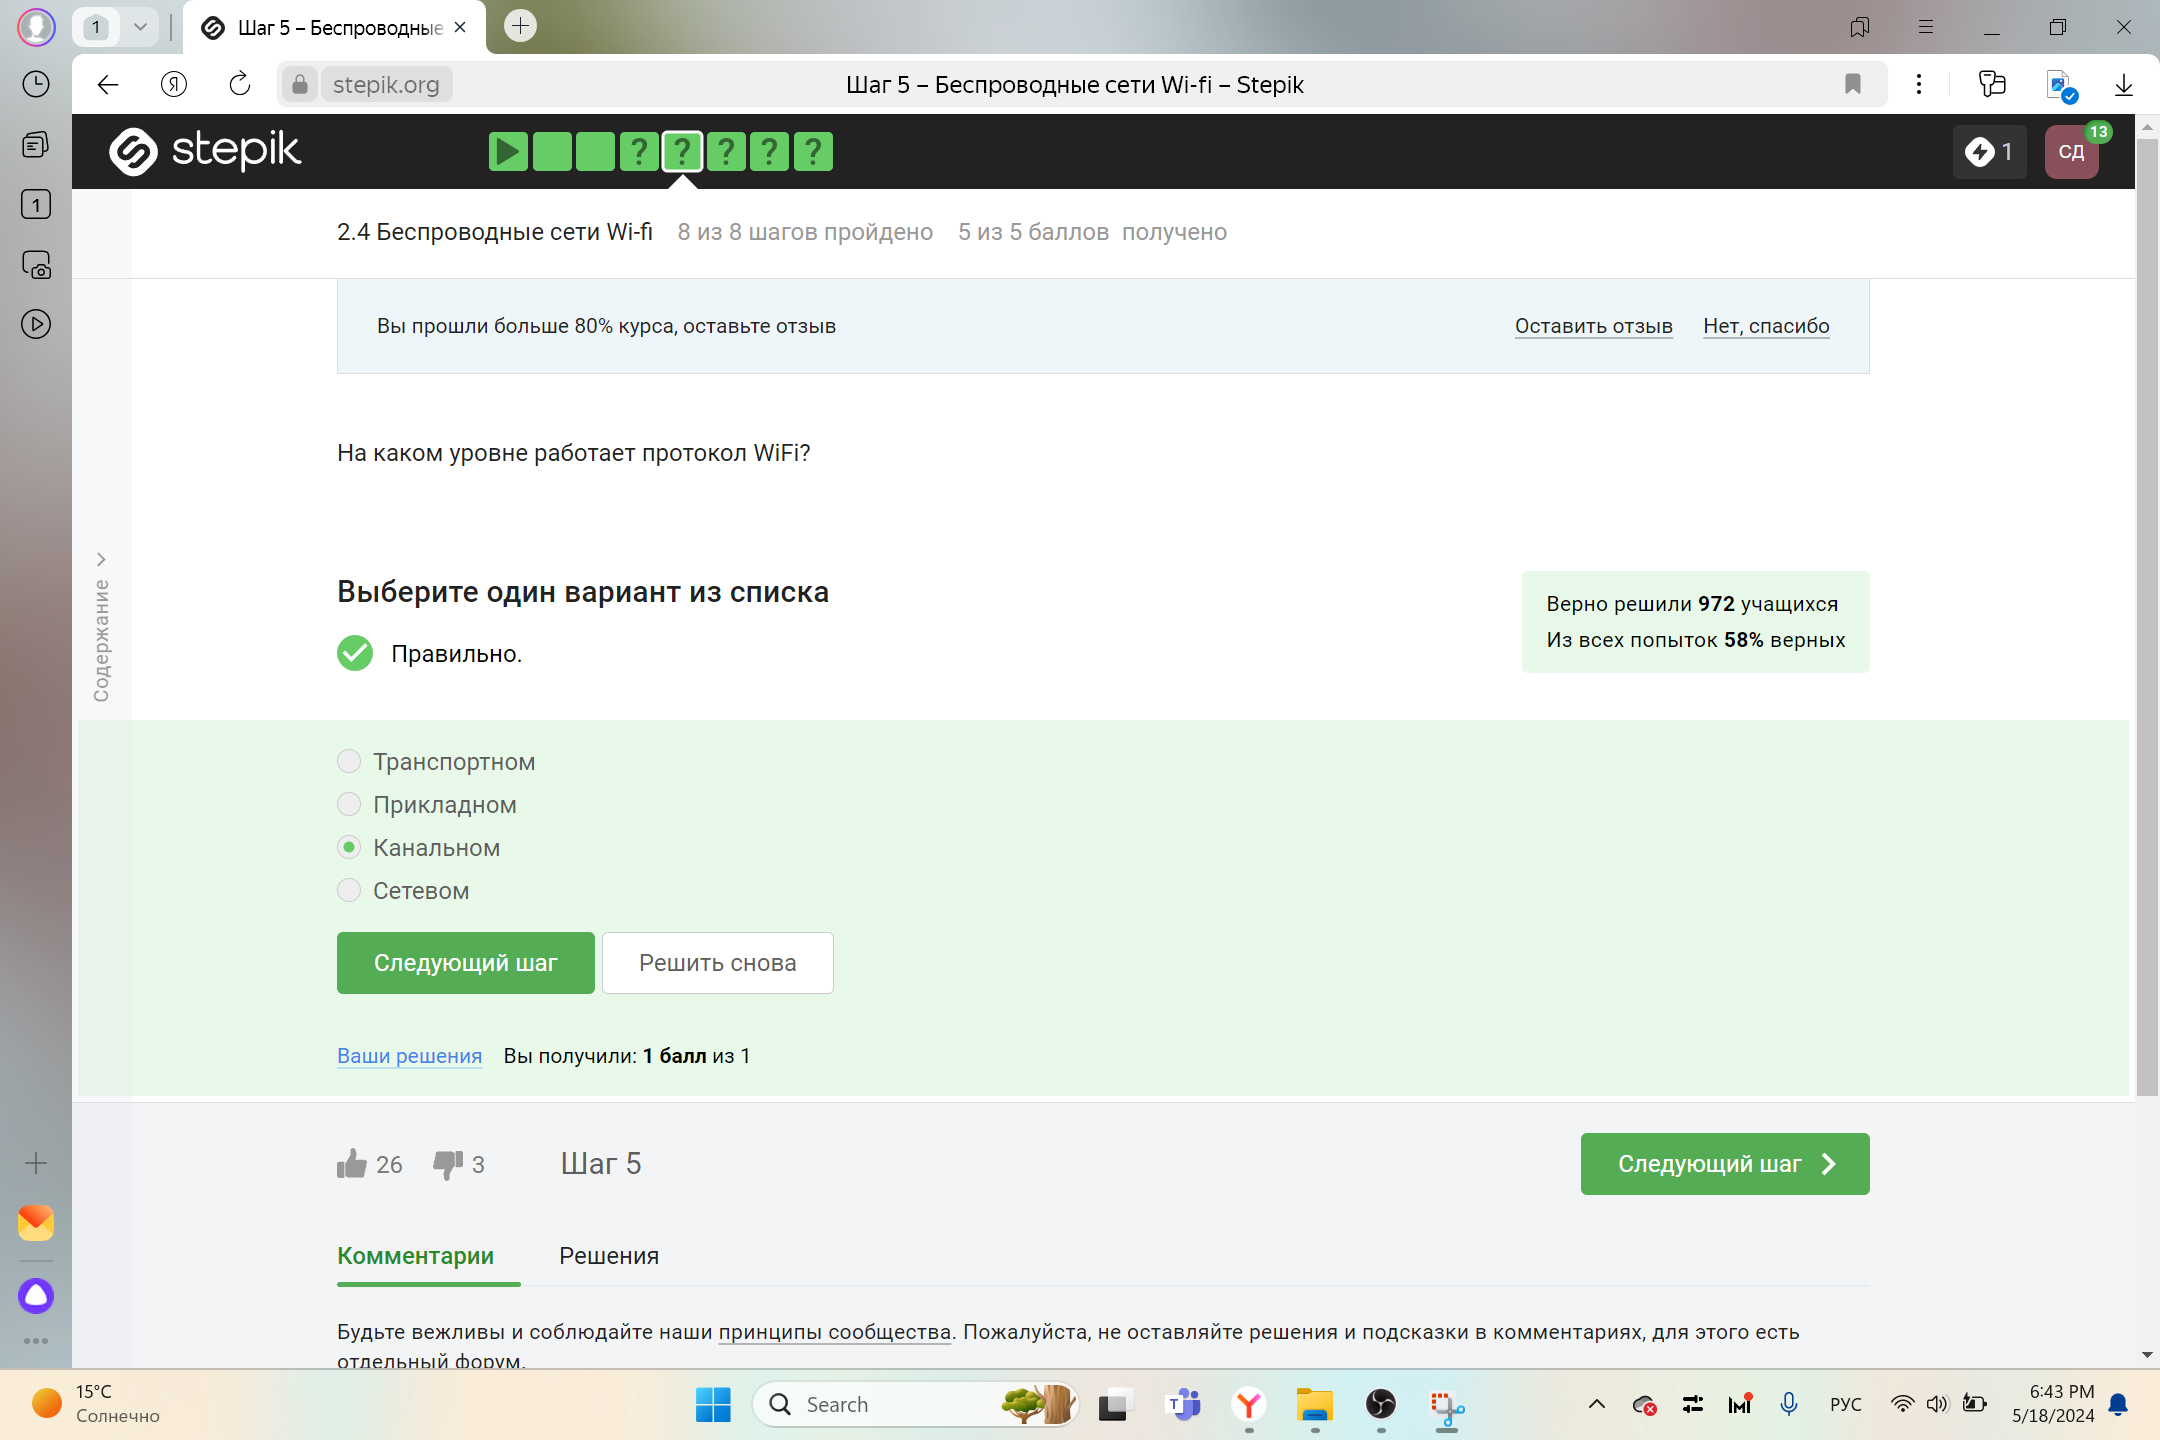 1
Шаг 5 – Беспроводные
stepik.org
Шаг 5 – Беспроводные сети Wi-fi – Stepik
1
stepik
? ? ? ? ?
1
СД
13
2.4 Беспроводные сети Wi-fi 8 из 8 шагов пройдено 5 из 5 баллов получено
Вы прошли больше 80% курса, оставьте отзыв
Оставить отзыв
Нет, спасибо
На каком уровне работает протокол WiFi?
Содержание
Выберите один вариант из списка
Правильно.
Верно решили 972 учащихся
Из всех попыток 58% верных
Транспортном
Прикладном
Канальном
Сетевом
Следующий шаг
Решить снова
Ваши решения Вы получили: 1 балл из 1
26
3
Шаг 5
Следующий шаг
Комментарии
Решения
Будьте вежливы и соблюдайте наши принципы сообщества. Пожалуйста, не оставляйте решения и подсказки в комментариях, для этого есть
отдельный форум.
15°C
Солнечно
Search
РУС
6:43 PM
5/18/2024